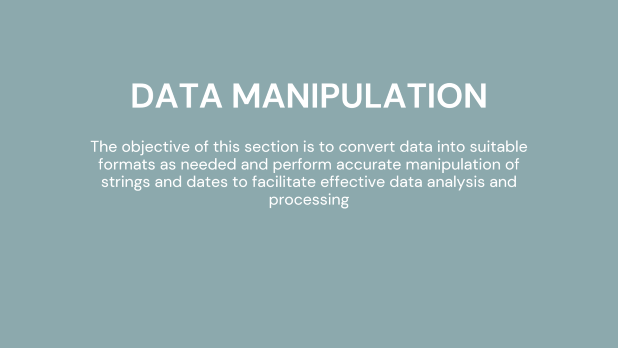 DATA MANIPULATION
The objective of this section is to convert data into suitable
formats as needed and perform accurate manipulation of
strings and dates to facilitate effective data analysis and
processing